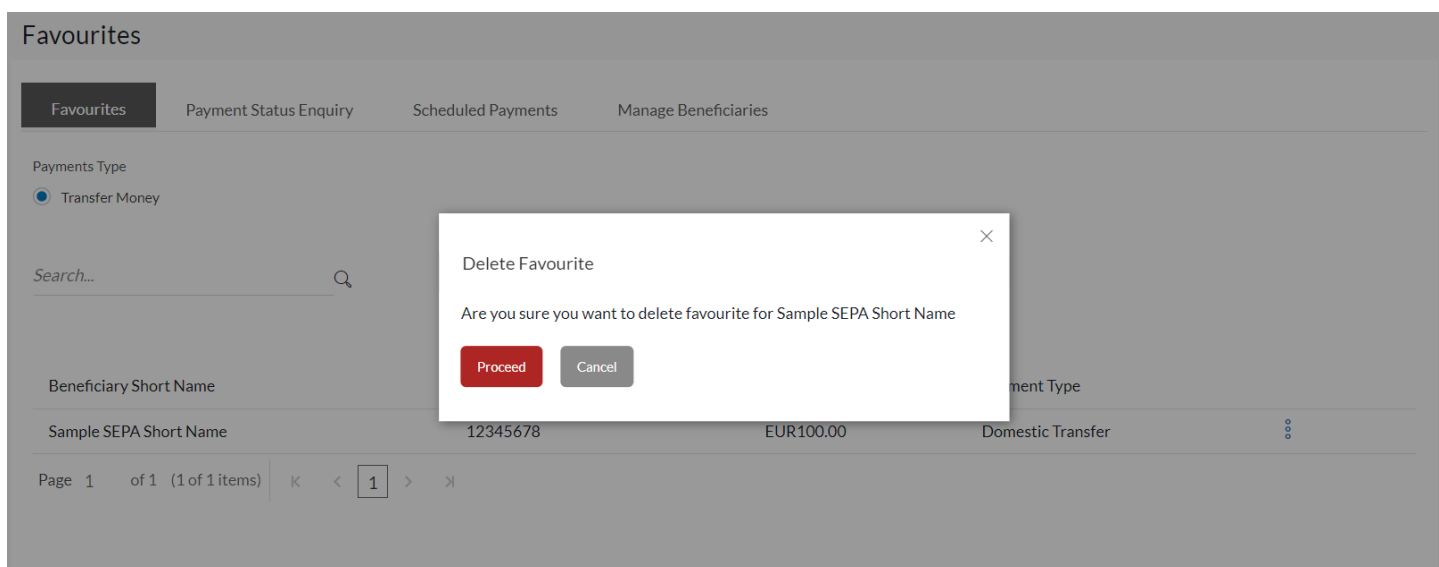 Favourites
Favourites Payment Status Enquiry Scheduled Payments Manage Beneficiaries
Payments Type
Transfer Money
Search...
Delete Favourite
Are you sure you want to delete favourite for Sample SEPA Short Name
Proceed Cancel
Beneficiary Short Name Type
Sample SEPA Short Name 12345678 EUR100.00 Domestic Transfer
Page 1 of 1 (1 of 1 items) 1